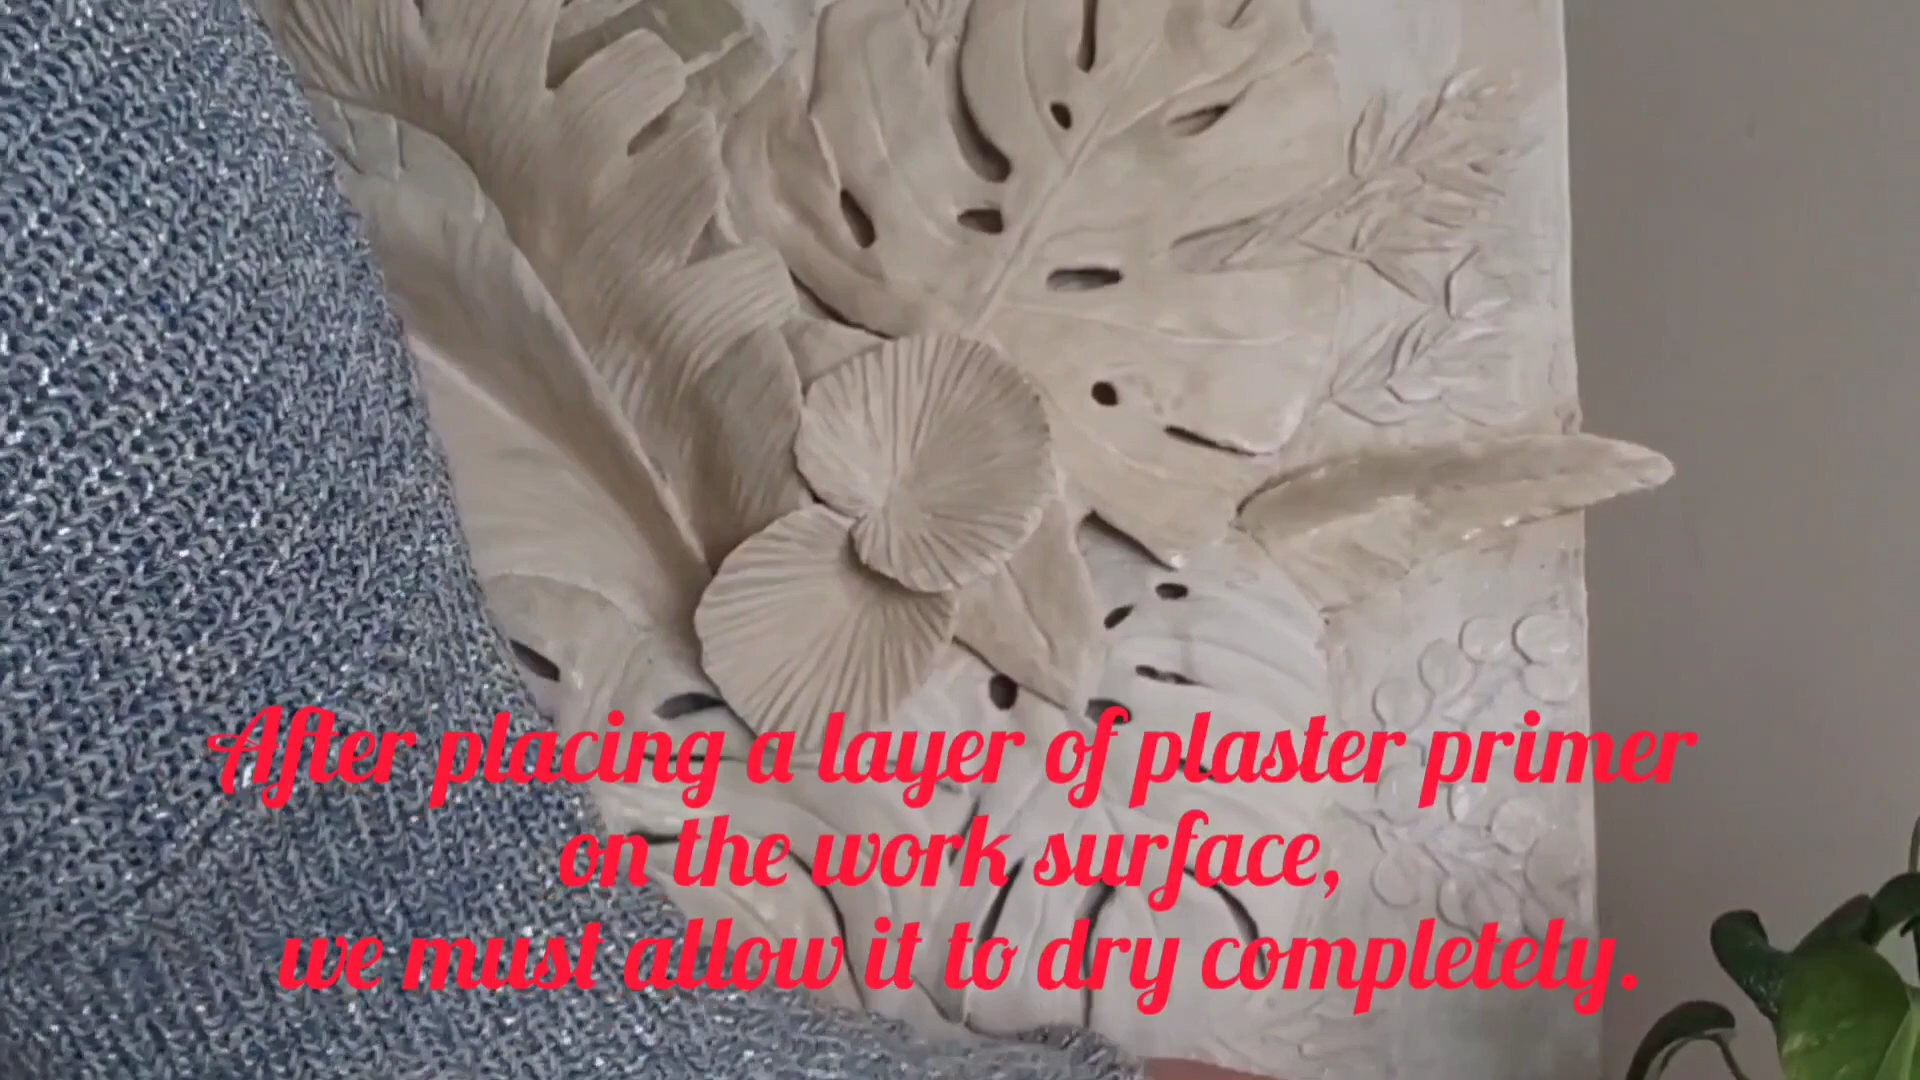 After placing a layer of plaster primer
on the work surface,
we must allow it to dry completely.